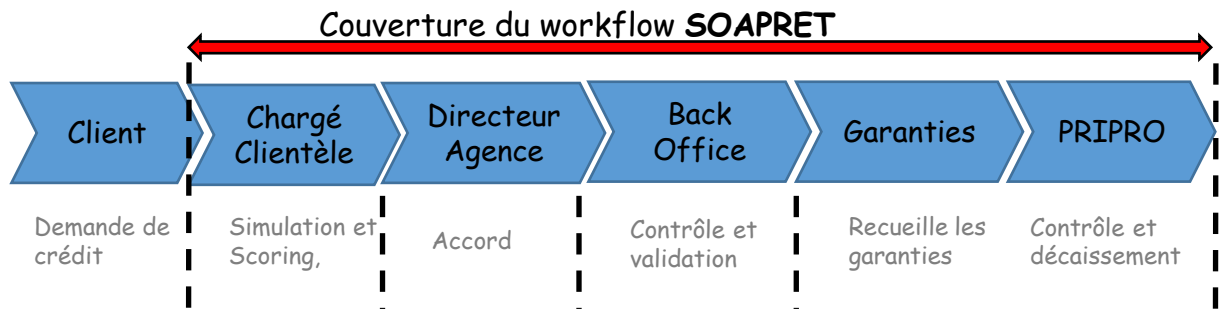 Couverture du workflow SOAPRET
Client
Chargé
Clientèle
Directeur
Agence
Back
Office
Garanties
PRIPRO
Demande de
crédit
Simulation et
Scoring,
Accord
Contrôle et
validation
Recueille les
garanties
Contrôle et
décaissement